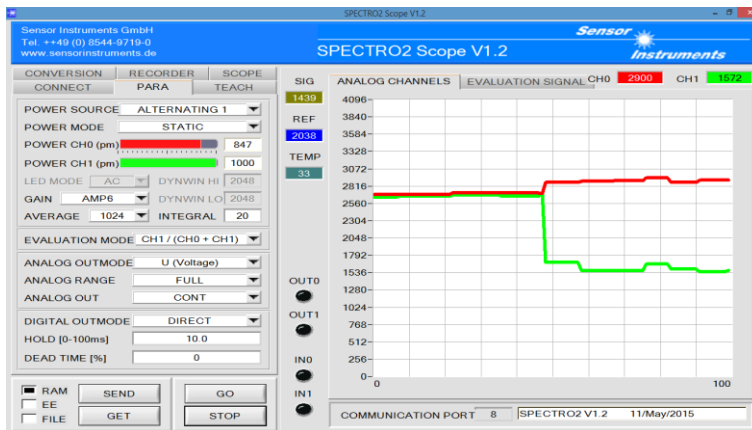 SPECTRO2 Scope V1.2
Sensor Instruments GmbH
Tel. ++49 (0) 8544-9719-0
www.sensorinstruments.de
SPECTRO2 Scope V1.2
Sensor
Instruments
CONVERSION RECORDER SCOPE
CONNECT PARA TEACH
POWER SOURCE ALTERNATING 1
POWER MODE STATIC
POWER CH0 (pm) 847
POWER CH1 (pm) 1000
LED MODE AC DYNWIN HI 2048
GAIN AMP6 DYNWIN LO 2048
AVERAGE 1024 INTEGRAL 20
EVALUATION MODE CH1 / (CH0 + CH1)
ANALOG OUTMODE U (Voltage)
ANALOG RANGE FULL
ANALOG OUT CONT
DIGITAL OUTMODE DIRECT
HOLD [0-100ms] 10.0
DEAD TIME [%] 0
RAM
EE
FILE
SEND GO
GET STOP
SIG
1439
REF
2038
TEMP
33
OUT0
OUT1
IN0
IN1
ANALOG CHANNELS EVALUATION SIGNAL CH0 2900 CH1 1572
4096
3840
3584
3328
3072
2816
2560
2304
2048
1792
1536
1280
1024
768
512
256
0
0 100
COMMUNICATION PORT 8 SPECTRO2 V1.2 11/May/2015